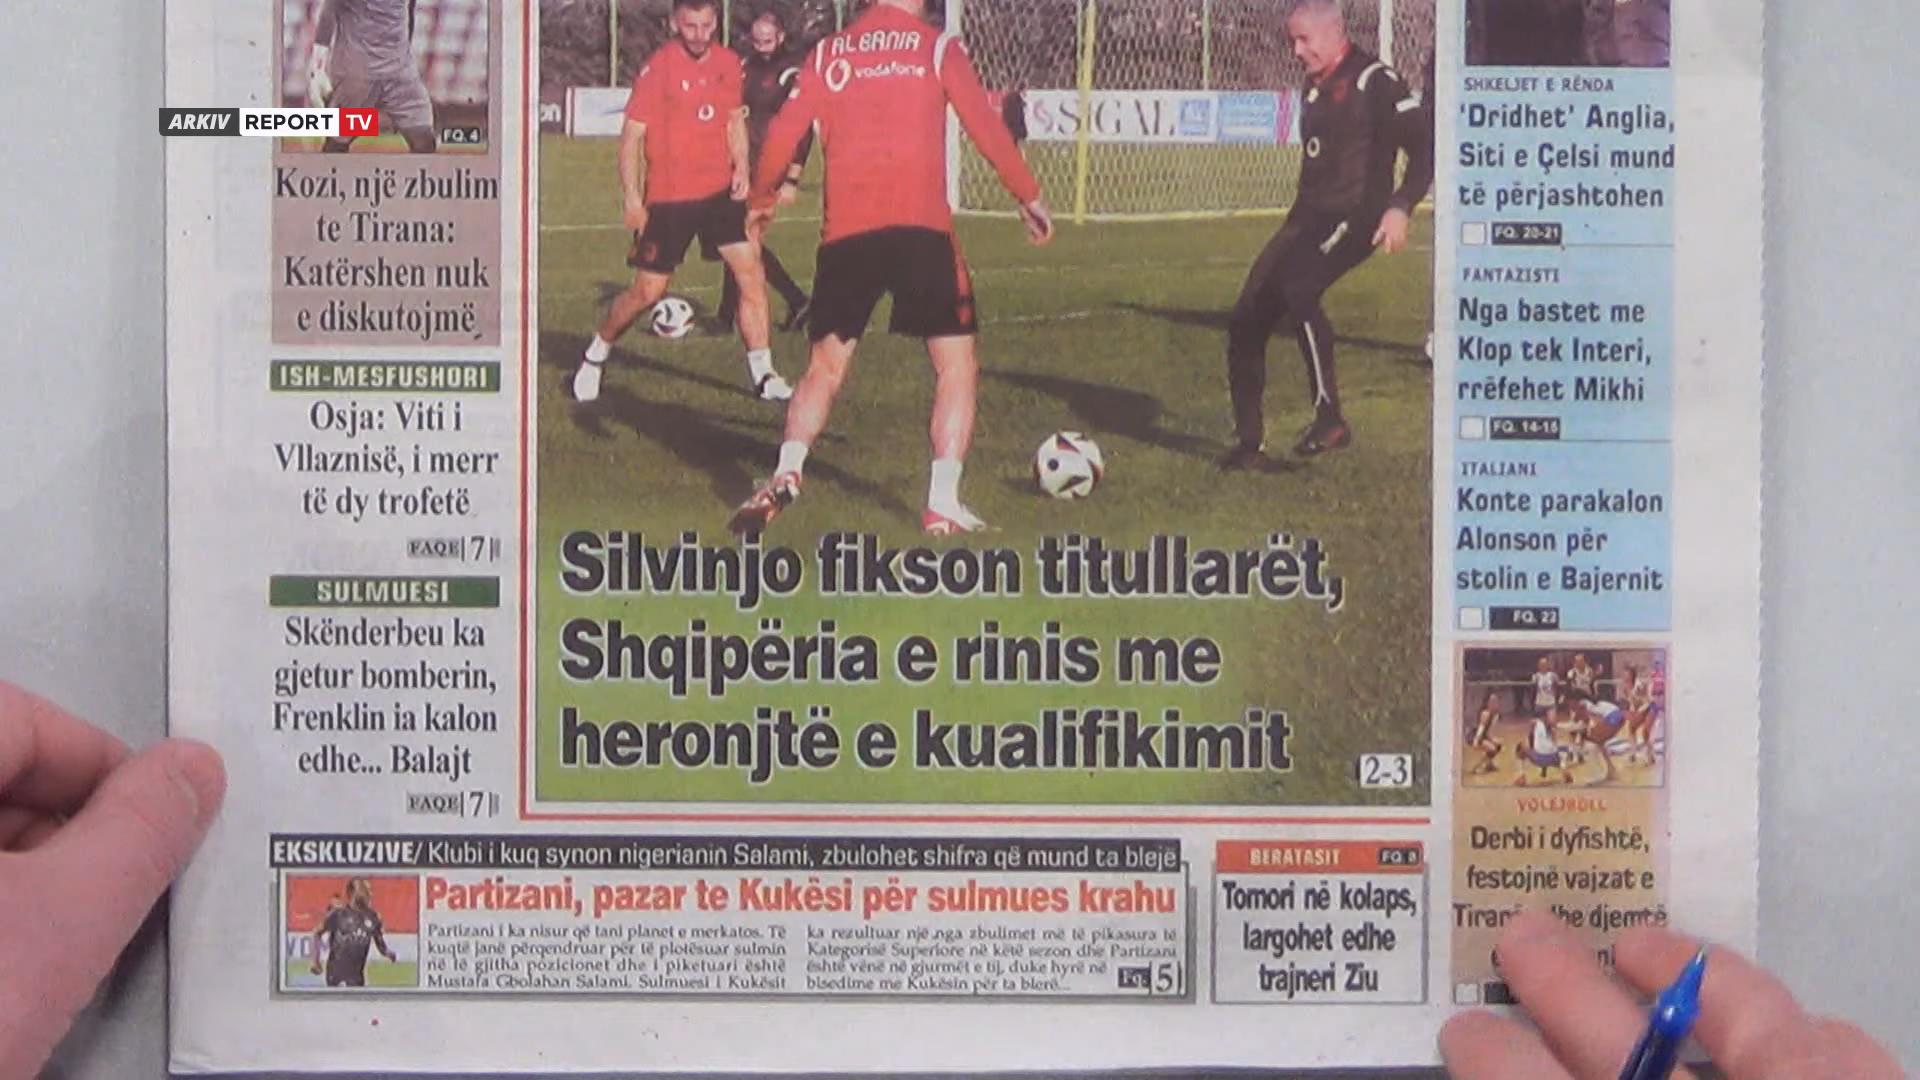 ARKIV REPORT TV
FQ. 4
Kozi, një zbulim
te Tirana:
Katërshen nuk
e diskutojmë
ISH-MESFUSHORI
Osja: Viti i
Vllaznisë, i merr
të dy trofetë
FAQE 7
SULMUESI
Skënderbeu ka
gjetur bomberin,
Frenklin ia kalon
edhe... Balajt
FAQE 7
ALBANIA
vodafone
SIGAL
Silvinjo fikson titullarët,
Shqipëria e rinis me
heronjtë e kualifikimit
2-3
SHKELJET E RËNDA
'Dridhet' Anglia,
Siti e Çelsi mund
të përjashtohen
FQ. 20-21
FANTAZISTI
Nga bastet me
Klop tek Interi,
rrëfehet Mikhi
FQ. 14-15
ITALIANI
Konte parakalon
Alonson për
stolin e Bajernit
FQ. 22
VOLEJBOLL
Derbi i dyfishtë,
festojnë vajzat e
djemtë
EKSKLUZIVE/ Klubi i kuq synon nigerianin Salami, zbulohet shifra që mund ta blejë
Partizani, pazar te Kukësi për sulmues krahu
Partizani i ka nisur që tani planet e merkatos. Të
kuqtë janë përqendruar për të plotësuar sulmin
në të gjitha pozicionet dhe i piketuari është
Mustafa Gbolahan Salami. Sulmuesi i Kukësit
ka rezultuar një nga zbulimet më të pikasura të
Kategorisë Superiore në këtë sezon dhe Partizani
është vënë në gjurmët e tij, duke hyrë në
bisedime me Kukësin për ta blerë...
Fq. 5
BERATASIT
FQ 8
Tomori në kolaps,
largohet edhe
trajneri Ziu